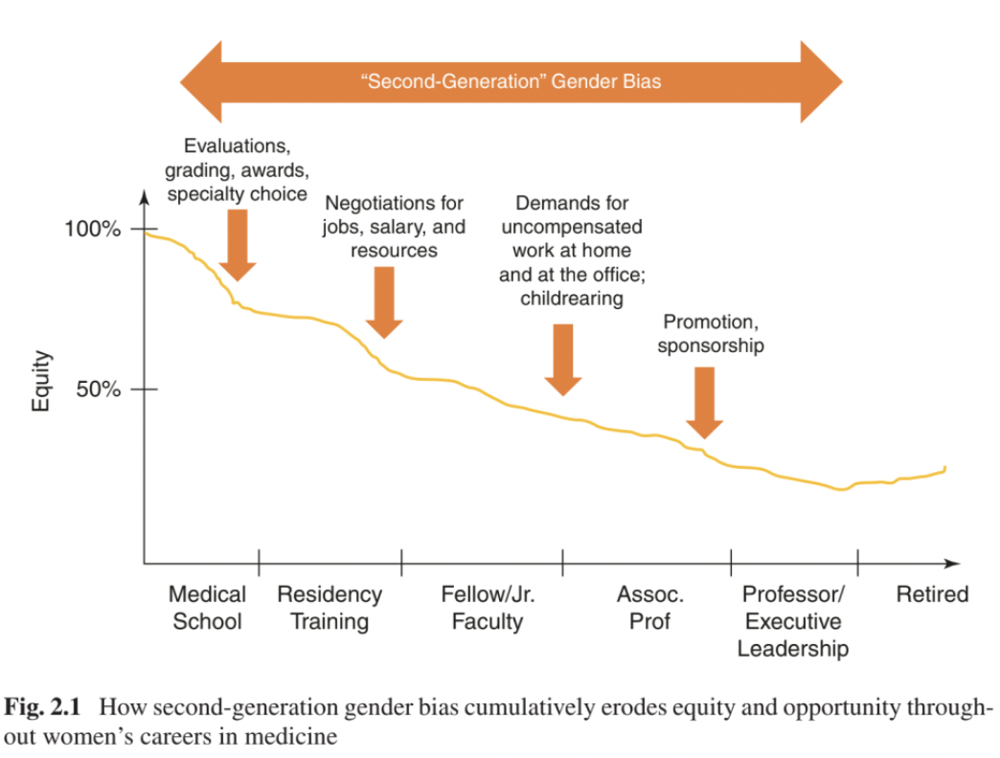 “Second-Generation” Gender Bias
Evaluations,
grading, awards,
specialty choice
Negotiations for
jobs, salary, and
resources
Demands for
uncompensated
work at home
and at the office;
childrearing
Promotion,
sponsorship
100%
50%
Equity
Medical
School
Residency
Training
Fellow/Jr.
Faculty
Assoc.
Prof
Professor/
Executive
Leadership
Retired
Fig. 2.1 How second-generation gender bias cumulatively erodes equity and opportunity through-
out women’s careers in medicine